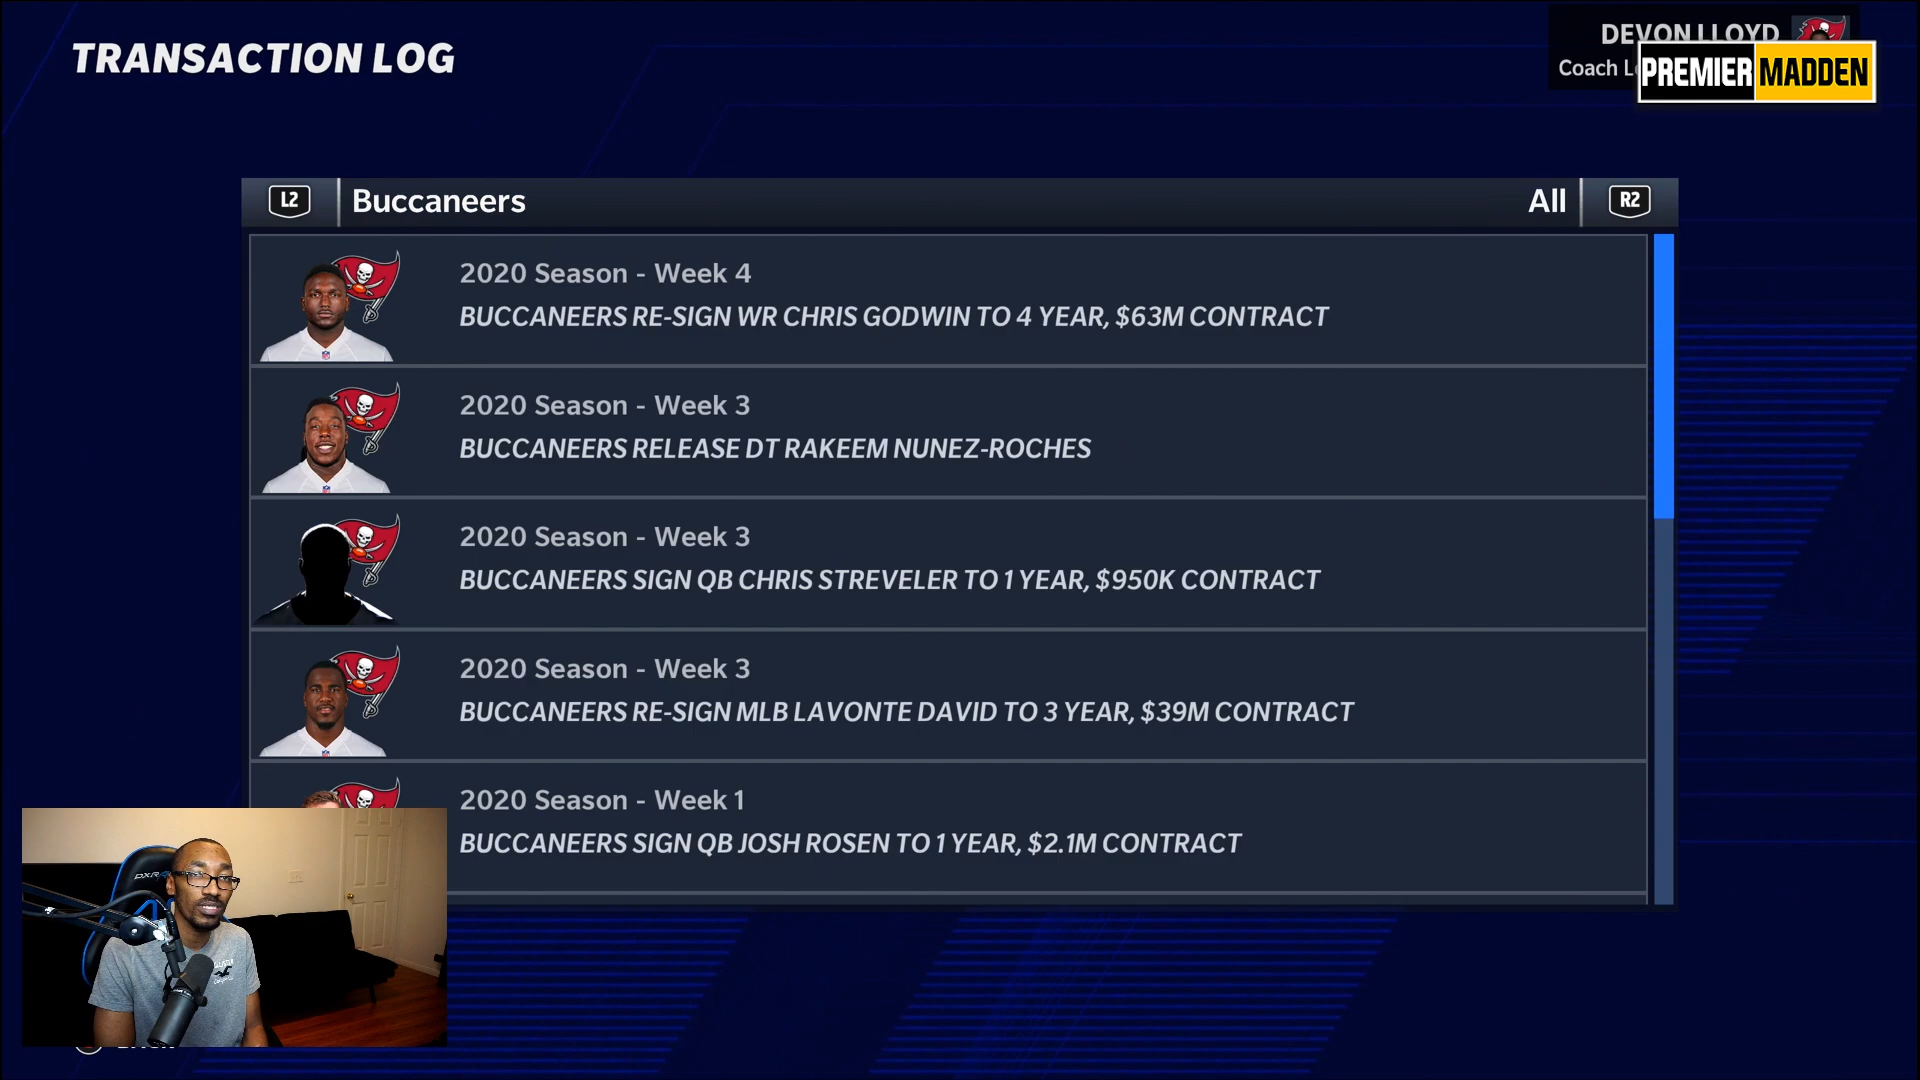 TRANSACTION LOG
DEVON LLOYD
Coach
PREMIER MADDEN
L2 Buccaneers All R2
2020 Season - Week 4
BUCCANEERS RE-SIGN WR CHRIS GODWIN TO 4 YEAR, $63M CONTRACT
2020 Season - Week 3
BUCCANEERS RELEASE DT RAKEEM NUNEZ-ROCHES
2020 Season - Week 3
BUCCANEERS SIGN QB CHRIS STREVELER TO 1 YEAR, $950K CONTRACT
2020 Season - Week 3
BUCCANEERS RE-SIGN MLB LAVONTE DAVID TO 3 YEAR, $39M CONTRACT
2020 Season - Week 1
BUCCANEERS SIGN QB JOSH ROSEN TO 1 YEAR, $2.1M CONTRACT